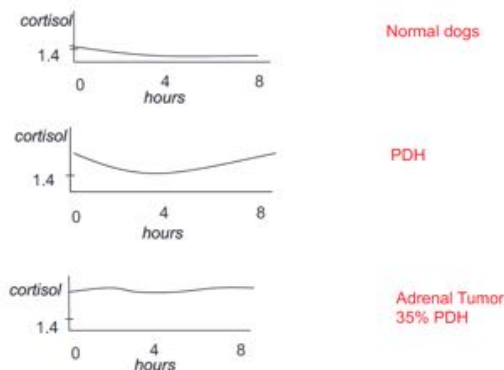 cortisol
Normal dogs
1.4
0 4 8
hours
cortisol
PDH
1.4
0 4 8
hours
cortisol
Adrenal Tumor
35% PDH
1.4
0 4 8
hours